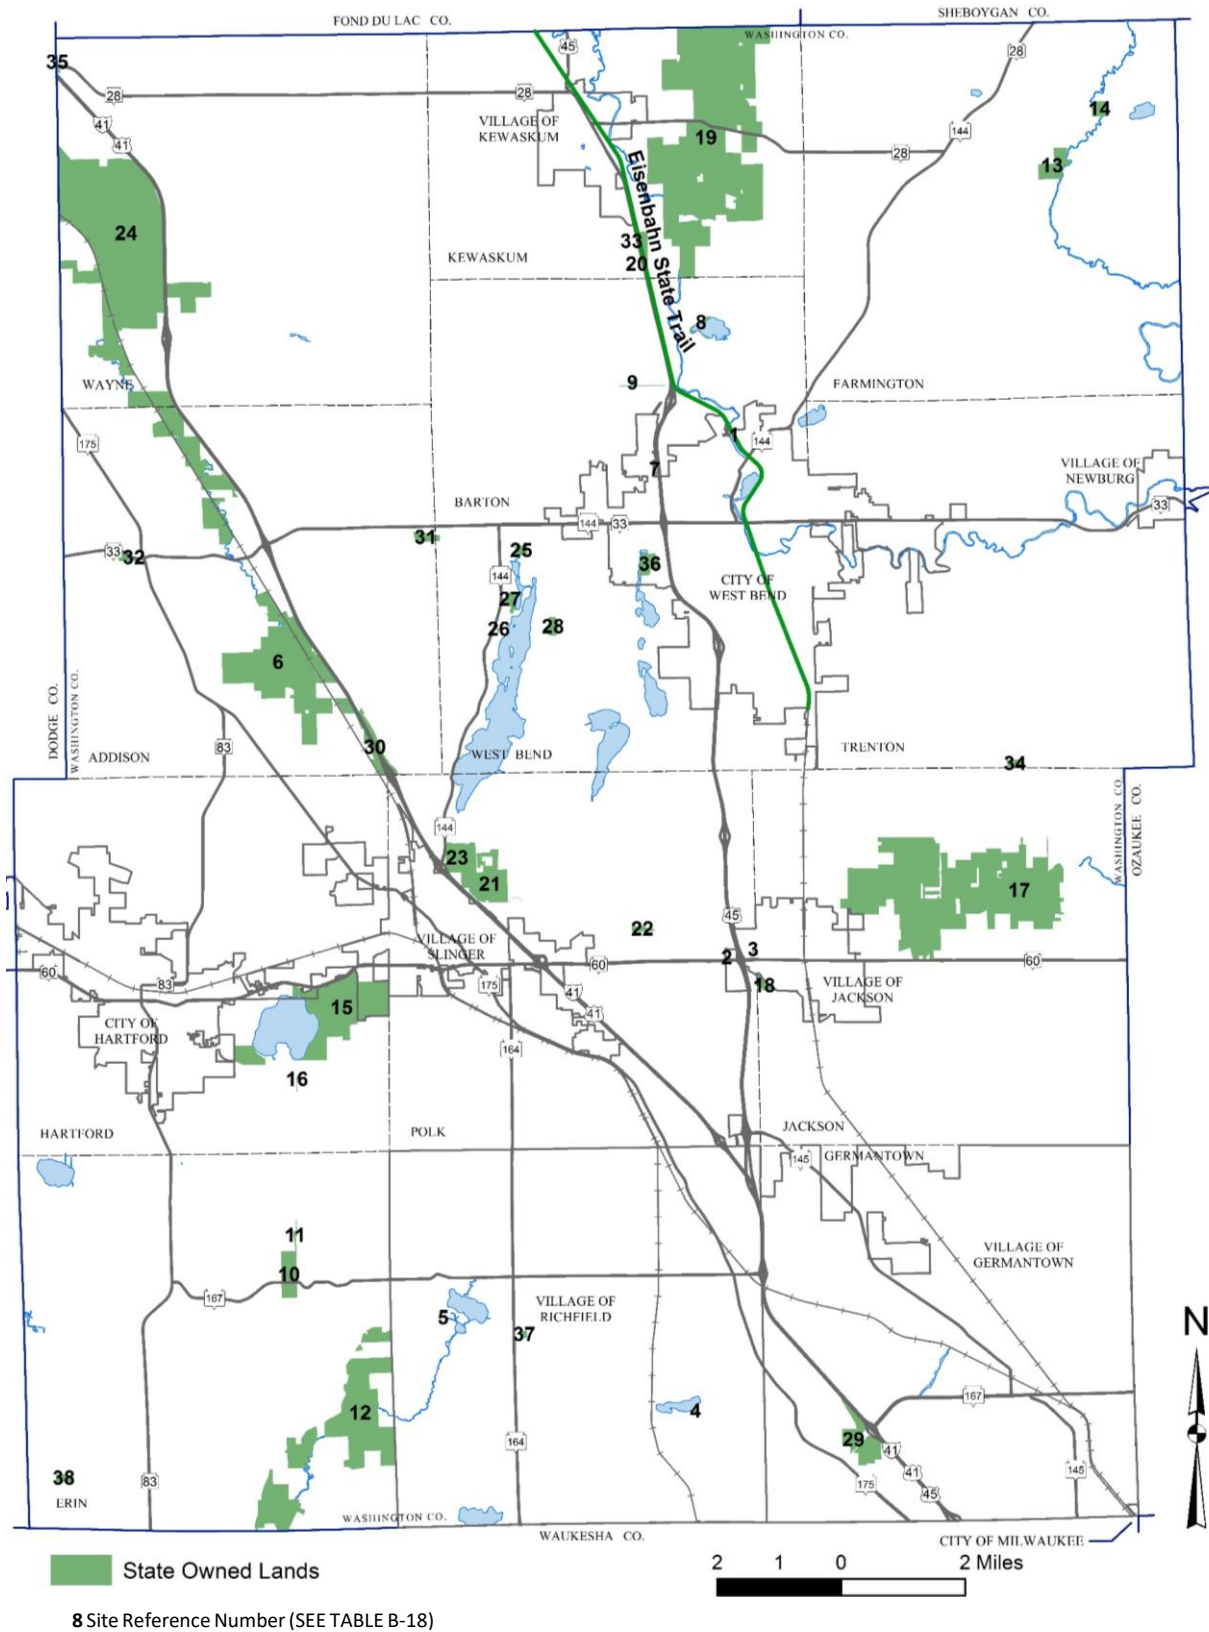 FOND DU LAC CO.
SHEBOYGAN CO.
WASHINGTON CO.
45
28
35
28
28
41
41
VILLAGE OF
KEWASKUM
19
144
28
14
13
Eisenbahn State Trail
24
33
20
KEWASKUM
8
9
WAYNE
FARMINGTON
1
144
175
7
VILLAGE OF
NEWBURG
BARTON
144
33
33
33
32
31
25
36
144
27
CITY OF
WEST BEND
26
28
6
DODGE CO.
WASHINGTON CO.
83
30
ADDISON
WEST BEND
TRENTON
34
WASHINGTON CO.
OZAUKEE CO.
144
23
21
17
45
22
VILLAGE OF
SLINGER
2
3
60
60
60
83
175
41
41
18
VILLAGE OF
JACKSON
15
CITY OF
HARTFORD
164
16
HARTFORD
POLK
JACKSON
GERMANTOWN
145
11
10
VILLAGE OF
GERMANTOWN
167
5
VILLAGE OF
RICHFIELD
37
12
4
167
29
164
41
41
45
175
145
38
83
ERIN
WASHINGTON CO.
WAUKESHA CO.
CITY OF MILWAUKEE
N
State Owned Lands
2 1 0 2 Miles
8 Site Reference Number (SEE TABLE B-18)